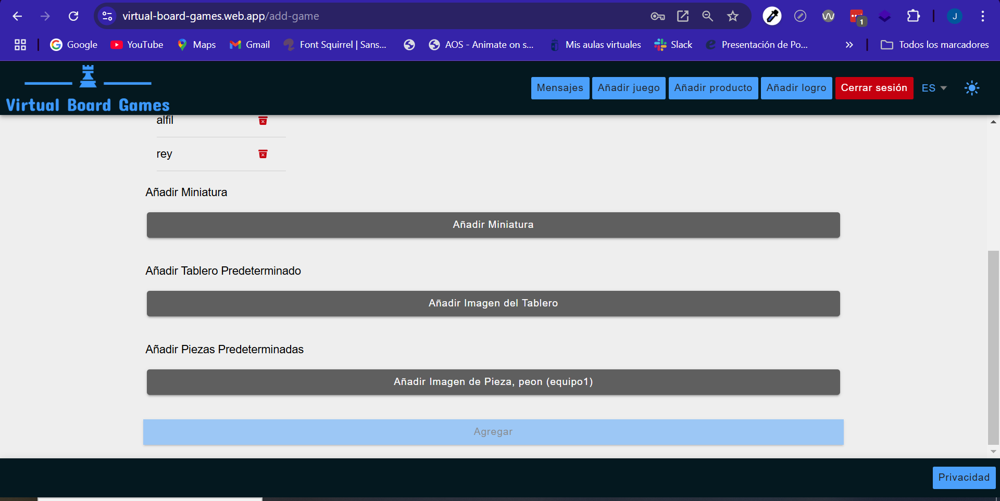 virtual-board-games.web.app/add-game
1
J
Google
YouTube
Maps
Gmail
Font Squirrel | Sans...
AOS - Animate on s...
Mis aulas virtuales
Slack
Presentación de Po...
Todos los marcadores
Virtual Board Games
Mensajes
Añadir juego
Añadir producto
Añadir logro
Cerrar sesión
ES
alfil
rey
Añadir Miniatura
Añadir Miniatura
Añadir Tablero Predeterminado
Añadir Imagen del Tablero
Añadir Piezas Predeterminadas
Añadir Imagen de Pieza, peon (equipo1)
Agregar
Privacidad